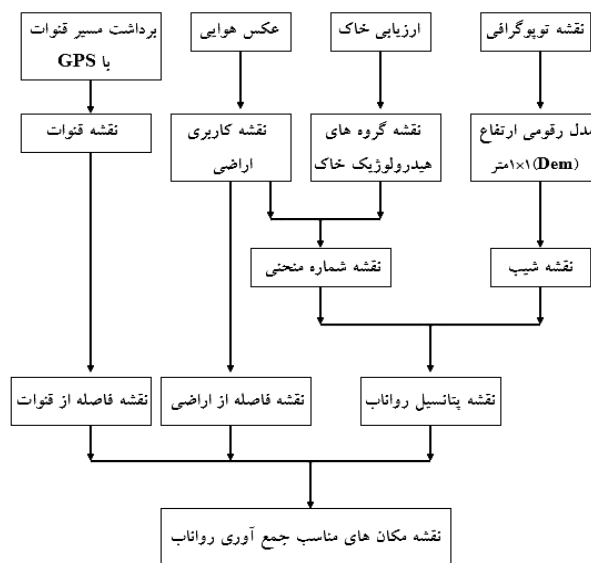 نقشه توپوگرافی
ارزیابی خاک
عکس هوایی
برداشت مسیر قنوات
با GPS
مدل رقومی ارتفاع
(Dem) ۱×۱متر
نقشه گروه های
هیدرولوژیک خاک
نقشه کاربری
اراضی
نقشه قنوات
نقشه شیب
نقشه شماره منحنی
نقشه پتانسیل رواناب
نقشه فاصله از اراضی
نقشه فاصله از قنوات
نقشه مکان های مناسب جمع آوری رواناب